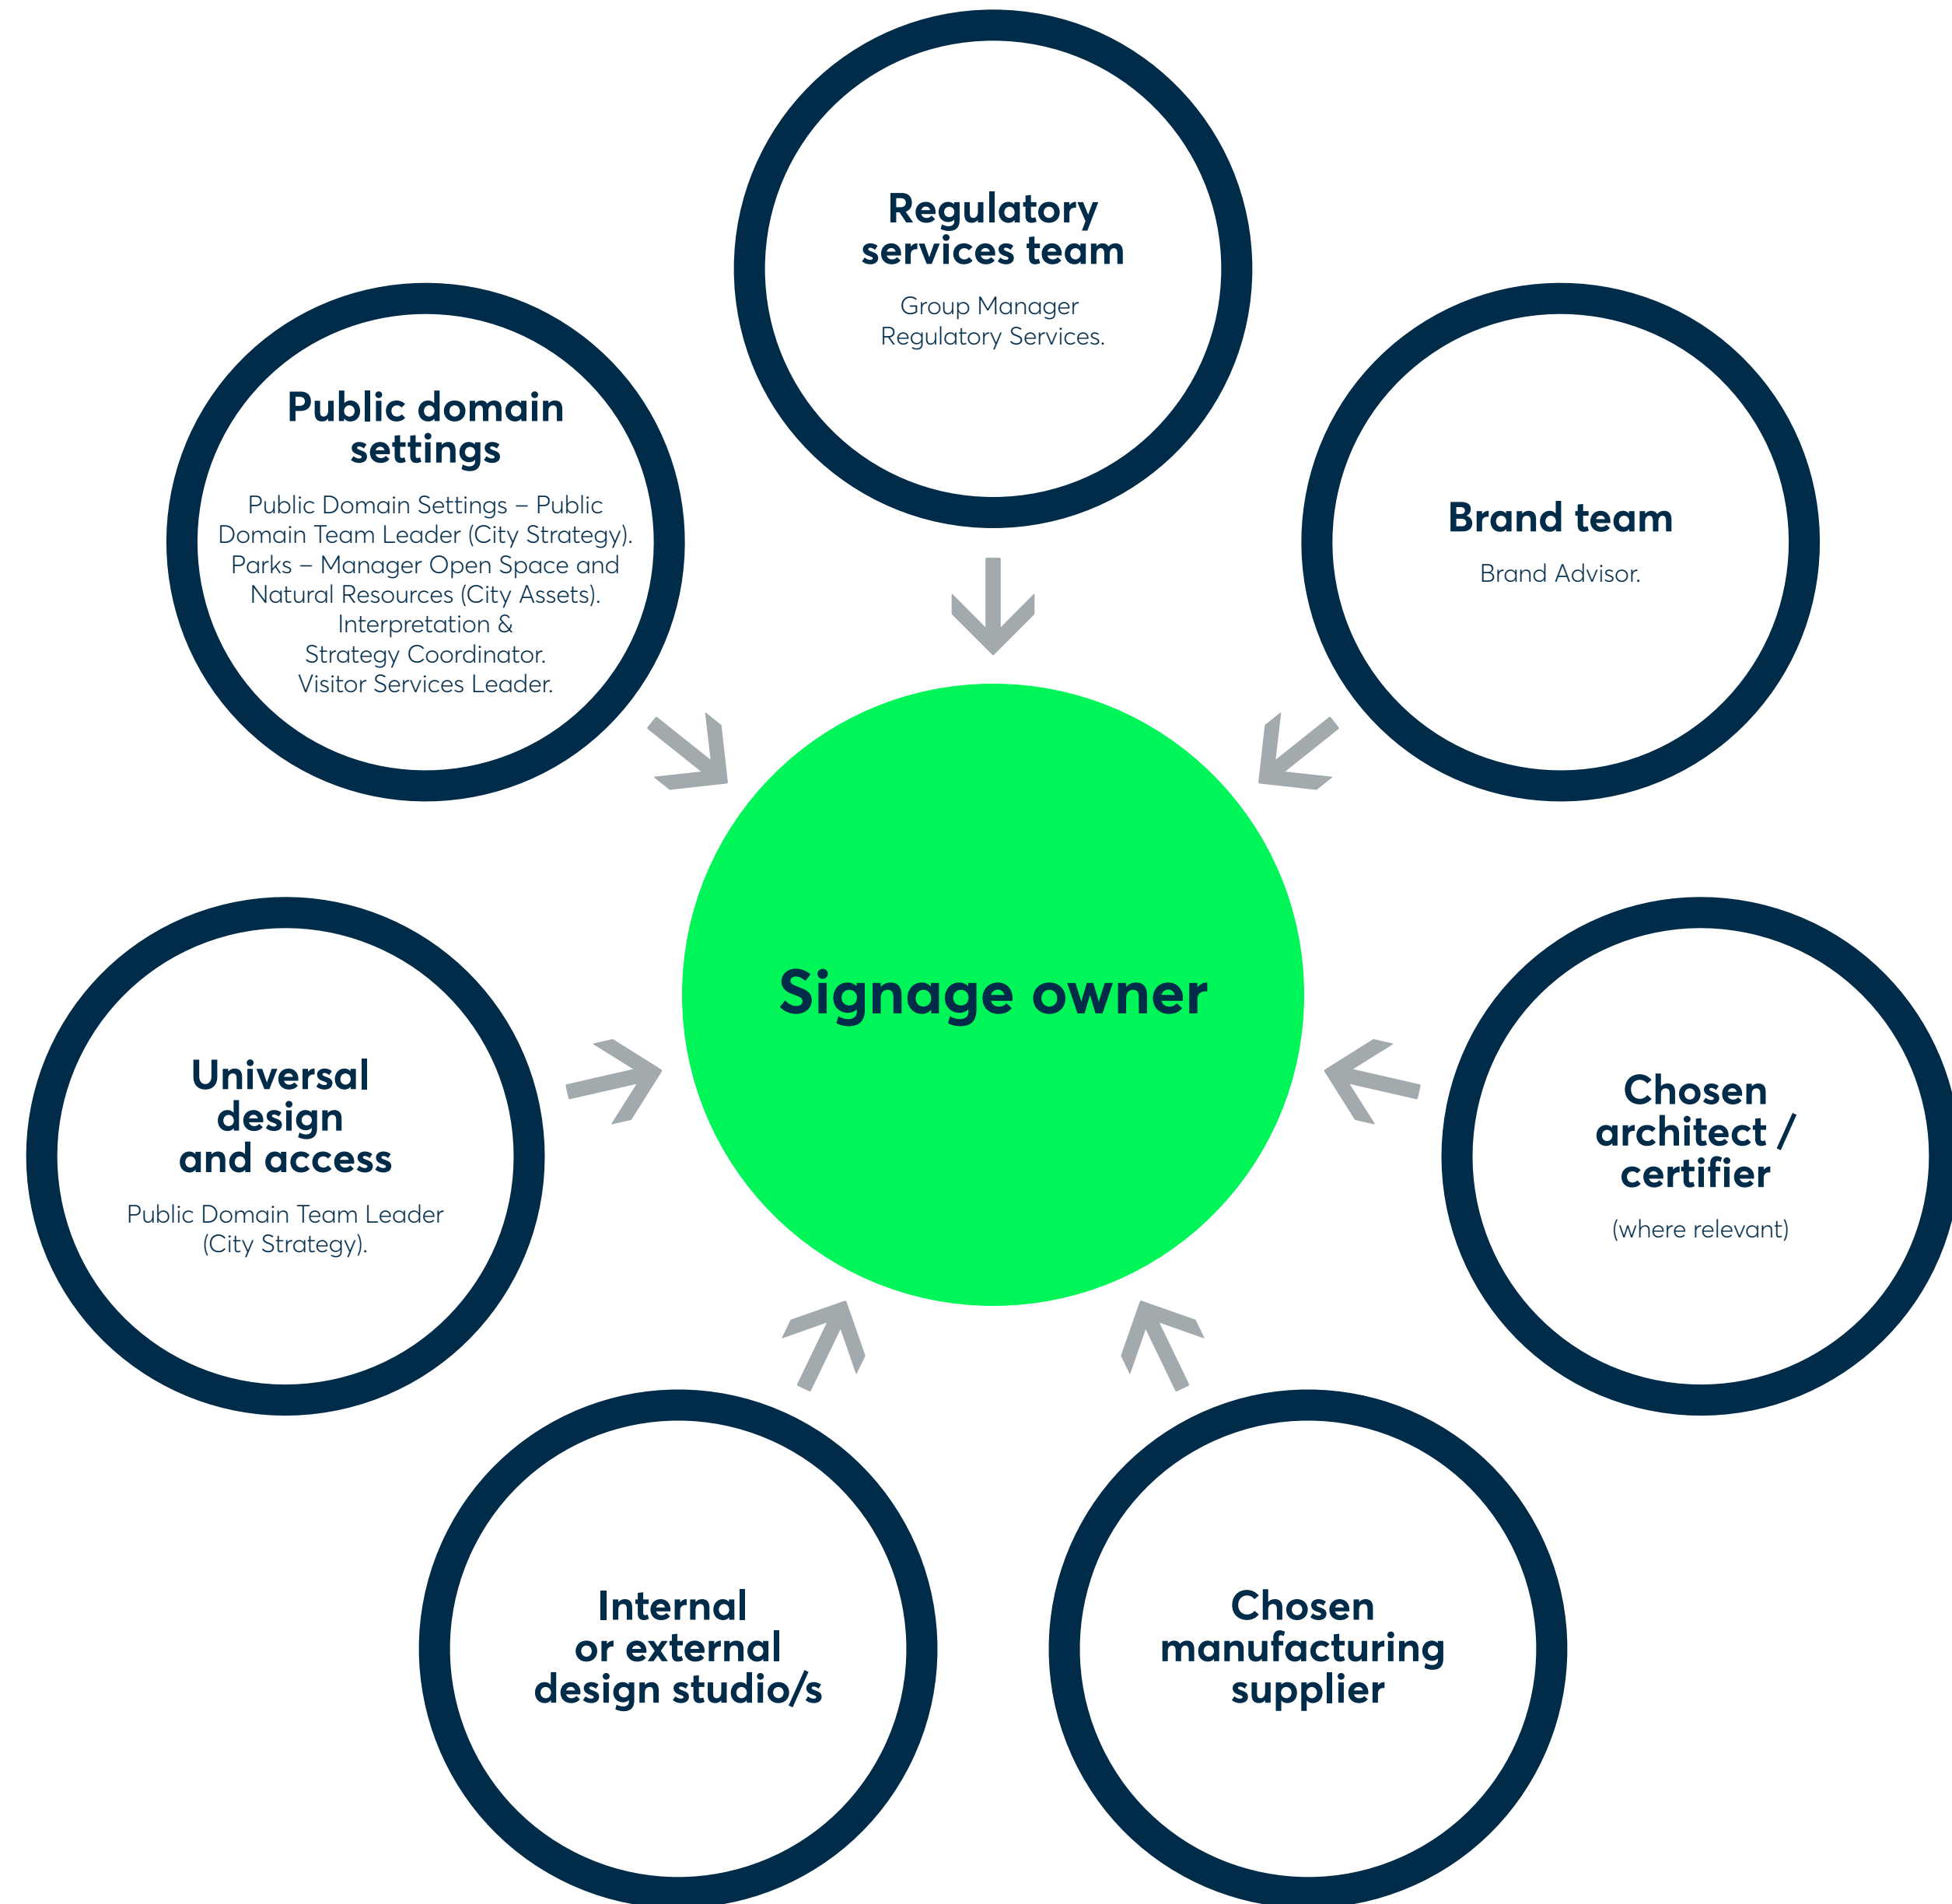 Regulatory
services team
Group Manager
Regulatory Services.
Public domain
settings
Public Domain Settings – Public
Domain Team Leader (City Strategy).
Parks – Manager Open Space and
Natural Resources (City Assets).
Interpretation &
Strategy Coordinator.
Visitor Services Leader.
Brand team
Brand Advisor.
Signage owner
Universal
design
and access
Public Domain Team Leader
(City Strategy).
Chosen
architect /
certifier
(where relevant)
Internal
or external
design studio/s
Chosen
manufacturing
supplier